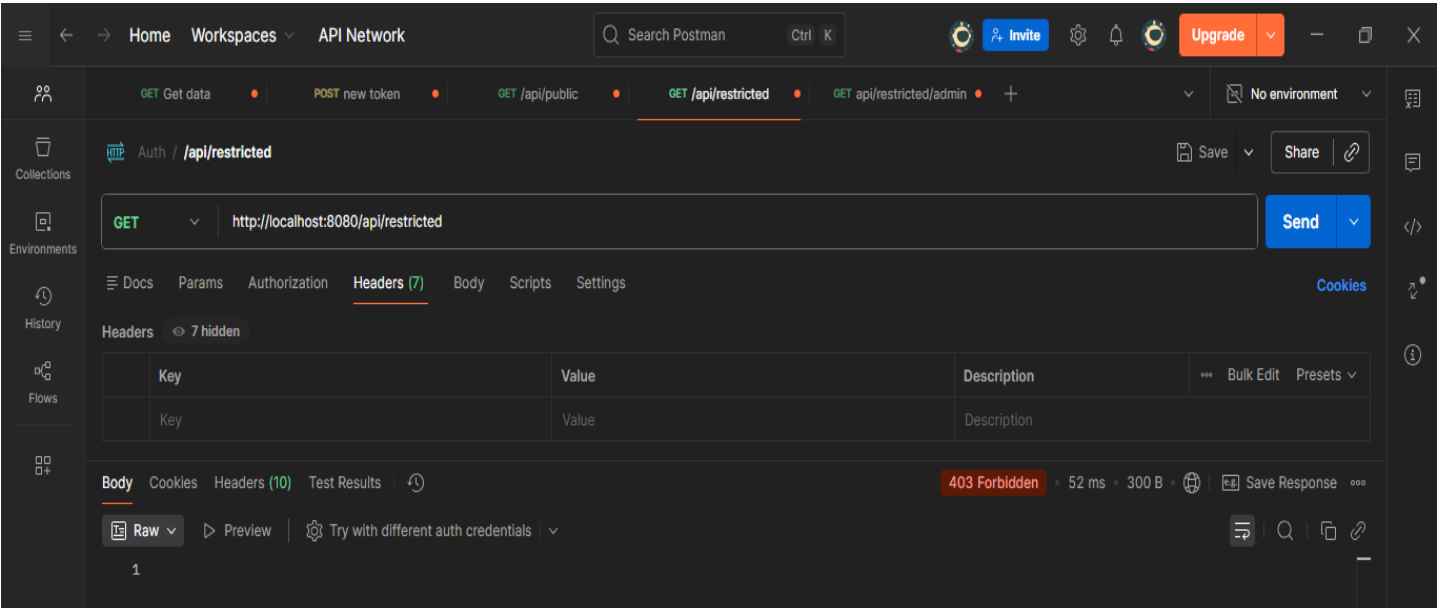 Home Workspaces API Network Search Postman Ctrl K Invite Upgrade
GET Get data POST new token GET /api/public GET /api/restricted GET api/restricted/admin No environment
HTTP Auth / /api/restricted Save Share
Collections
GET http://localhost:8080/api/restricted Send
Environments
Docs Params Authorization Headers (7) Body Scripts Settings Cookies
History
Headers 7 hidden
Key Value Description Bulk Edit Presets
Flows
Key Value Description
Body Cookies Headers (10) Test Results 403 Forbidden 52 ms 300 B e.g. Save Response
Raw Preview Try with different auth credentials
1